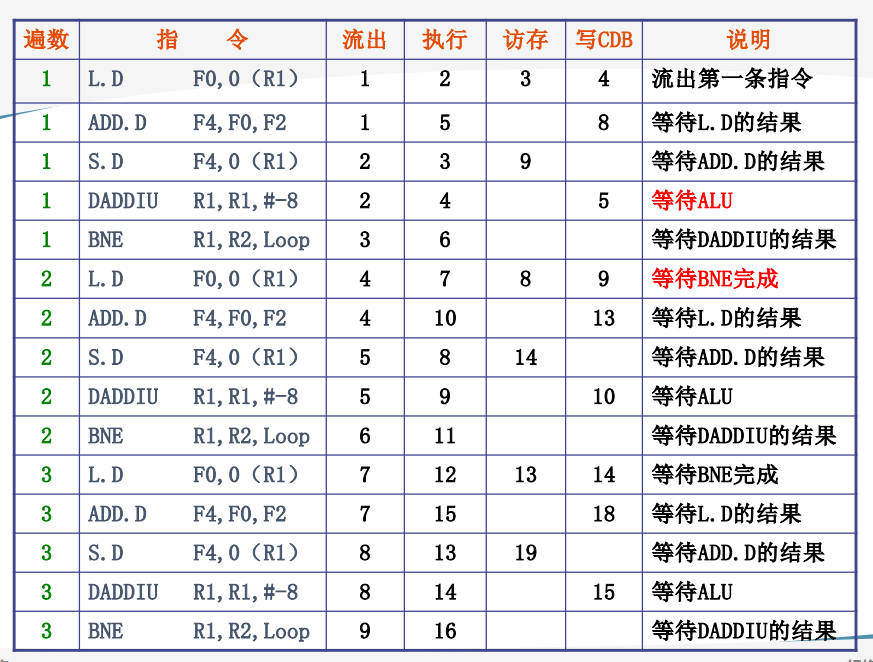 遍数 指 令 流出 执行 访存 写CDB 说明
1 L.D F0,0（R1） 1 2 3 4 流出第一条指令
1 ADD.D F4,F0,F2 1 5 8 等待L.D的结果
1 S.D F4,0（R1） 2 3 9 等待ADD.D的结果
1 DADDIU R1,R1,#-8 2 4 5 等待ALU
1 BNE R1,R2,Loop 3 6 等待DADDIU的结果
2 L.D F0,0（R1） 4 7 8 9 等待BNE完成
2 ADD.D F4,F0,F2 4 10 13 等待L.D的结果
2 S.D F4,0（R1） 5 8 14 等待ADD.D的结果
2 DADDIU R1,R1,#-8 5 9 10 等待ALU
2 BNE R1,R2,Loop 6 11 等待DADDIU的结果
3 L.D F0,0（R1） 7 12 13 14 等待BNE完成
3 ADD.D F4,F0,F2 7 15 18 等待L.D的结果
3 S.D F4,0（R1） 8 13 19 等待ADD.D的结果
3 DADDIU R1,R1,#-8 8 14 15 等待ALU
3 BNE R1,R2,Loop 9 16 等待DADDIU的结果